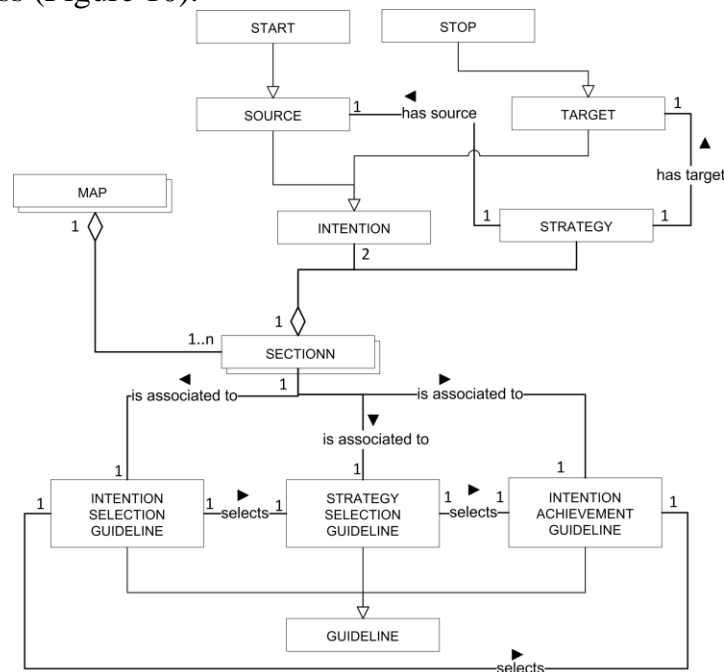 ss (Figure 10).
START
STOP
SOURCE
1
◄
has source
TARGET
1
▲
has target
MAP
1
INTENTION
2
1
STRATEGY
1
1
1..n
SECTIONN
1
◄
is associated to
►
is associated to
▼
is associated to
1
1
1
1
INTENTION
SELECTION
GUIDELINE
1
►
selects
1
STRATEGY
SELECTION
GUIDELINE
1
►
selects
1
INTENTION
ACHIEVEMENT
GUIDELINE
1
GUIDELINE
►
selects